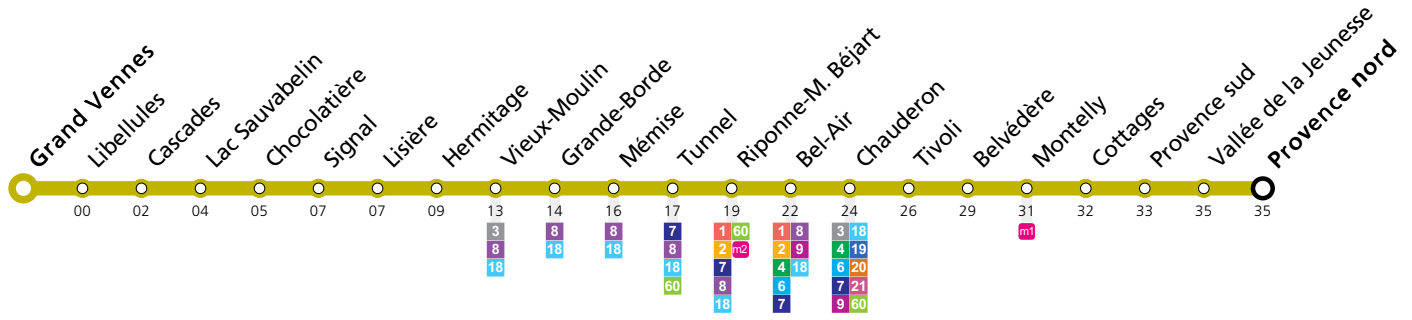 Grand Vennes
Libellules
Cascades
Lac Sauvabelin
Chocolatière
Signal
Lisière
Hermitage
Vieux-Moulin
Grande-Borde
Mémise
Tunnel
Riponne-M. Béjart
Bel-Air
Chauderon
Tivoli
Belvédère
Montelly
Cottages
Provence sud
Vallée de la Jeunesse
Provence nord
00 02 04 05 07 07 09 13 14 16 17 19 22 24 26 29 31 32 33 35 35
3 8 8 7 1 60 1 8 3 18 m1
8 18 18 8 2 m2 2 9 4 19
18 18 7 4 18 6 20
60 8 6 7 21
18 7 9 60